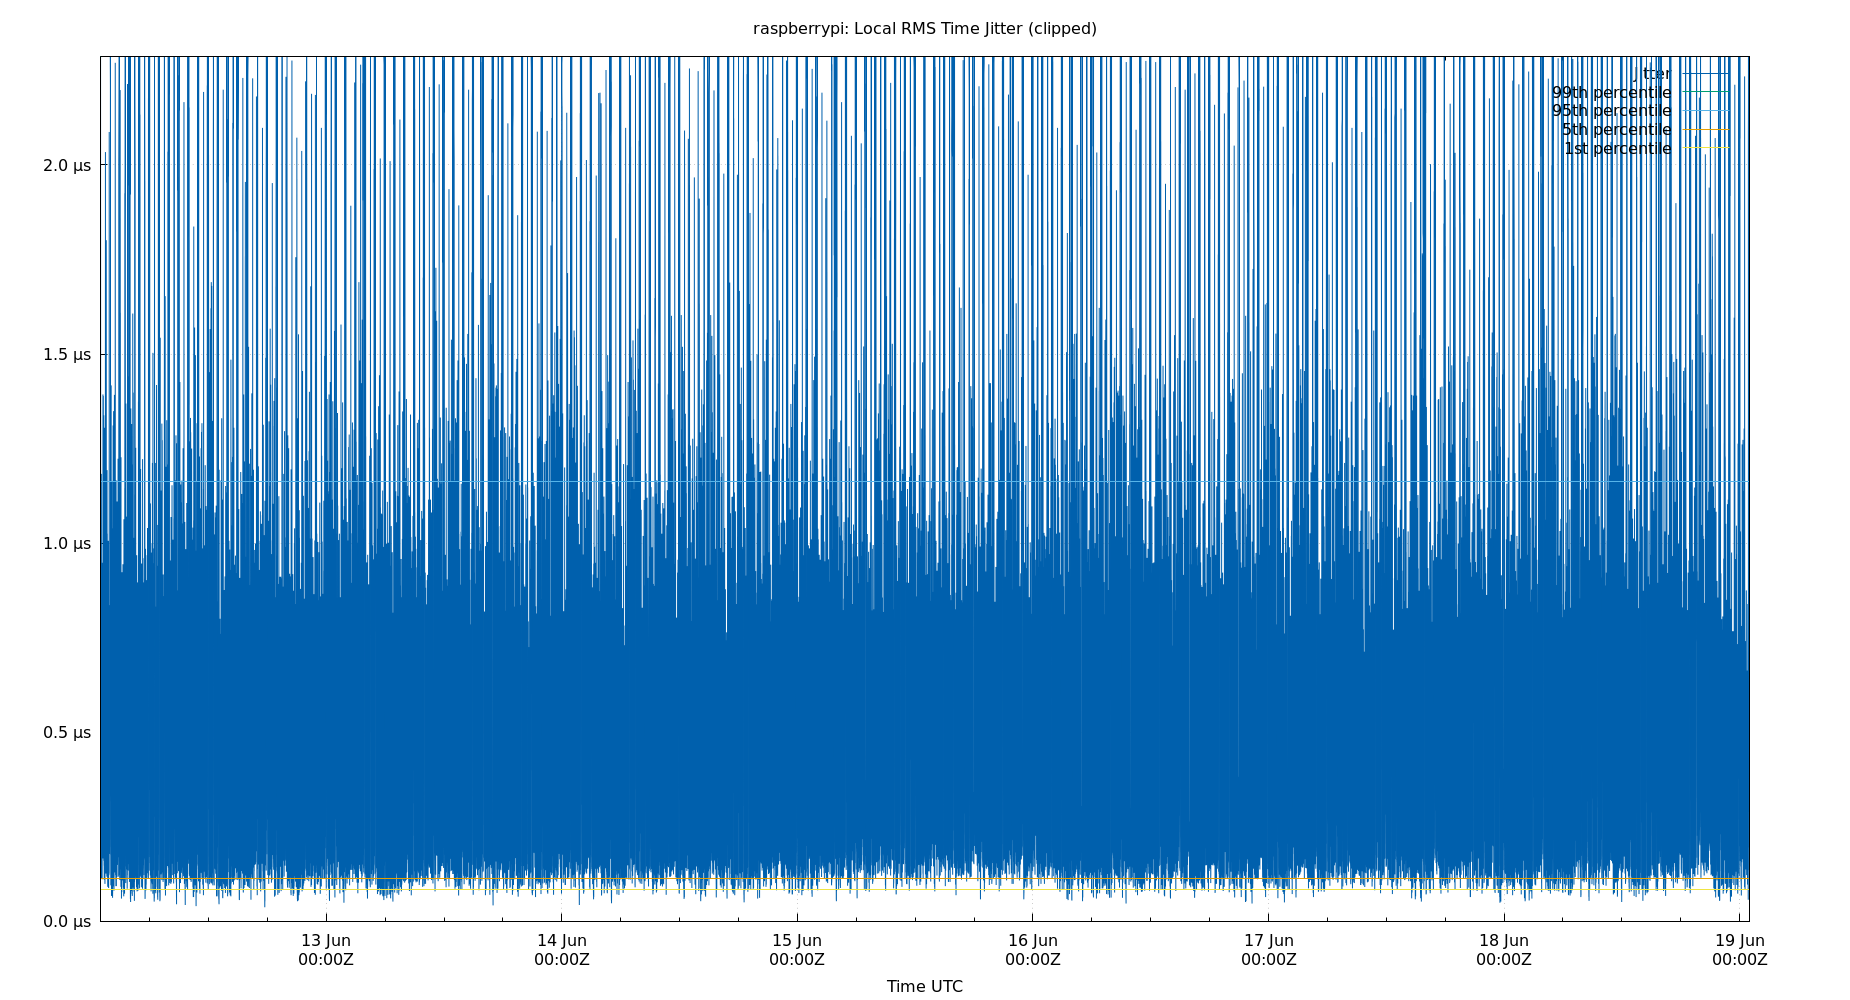 raspberrypi: Local RMS Time Jitter (clipped)
jitter
99th percentile
95th percentile
5th percentile
1st percentile
2.0 µs
1.5 µs
1.0 µs
0.5 µs
0.0 µs
13 Jun
00:00Z
14 Jun
00:00Z
15 Jun
00:00Z
16 Jun
00:00Z
17 Jun
00:00Z
18 Jun
00:00Z
19 Jun
00:00Z
Time UTC